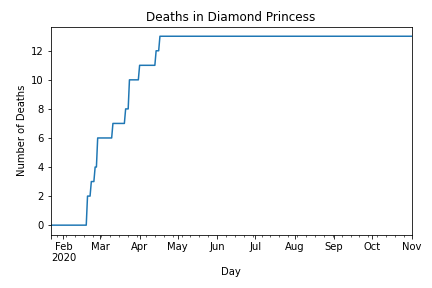 Deaths in Diamond Princess
Number of Deaths
12
10
8
6
4
2
0
Feb Mar Apr May Jun Jul Aug Sep Oct Nov
2020
Day